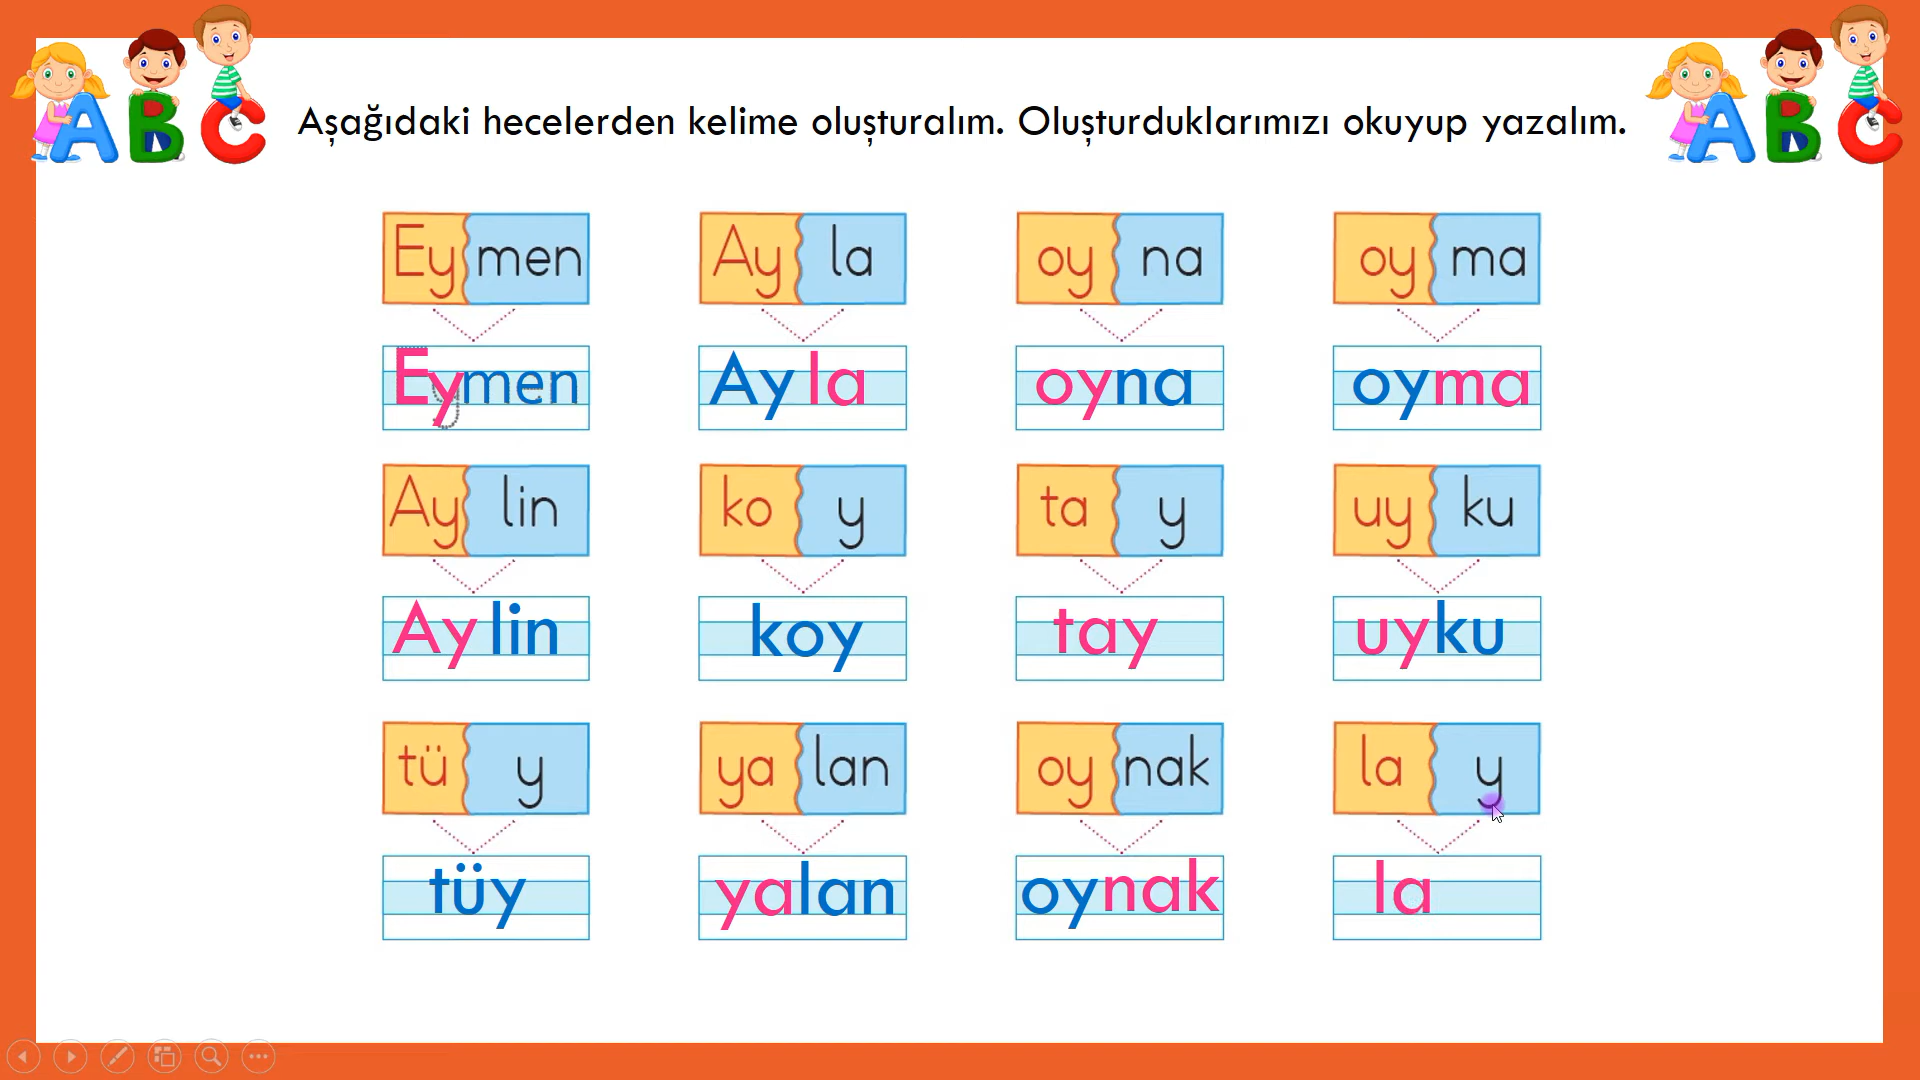 Aşağıdaki hecelerden kelime oluşturalım. Oluşturduklarımızı okuyup yazalım.
Ey men Ay la oy na oy ma
Eymen Ayla oyna oyma
Ay lin ko y ta y uy ku
Aylin koy tay uyku
tü y ya lan oy nak la y
tüy yalan oynak la